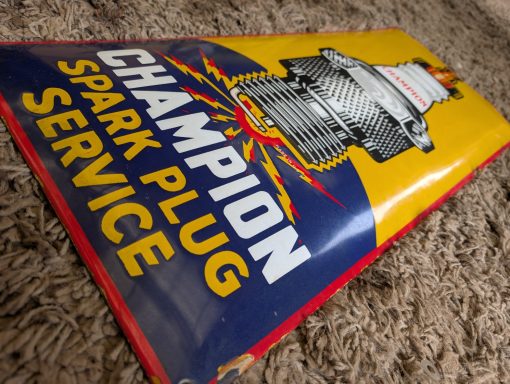 CHAMPION
CHAMPION
SPARK PLUG
SERVICE